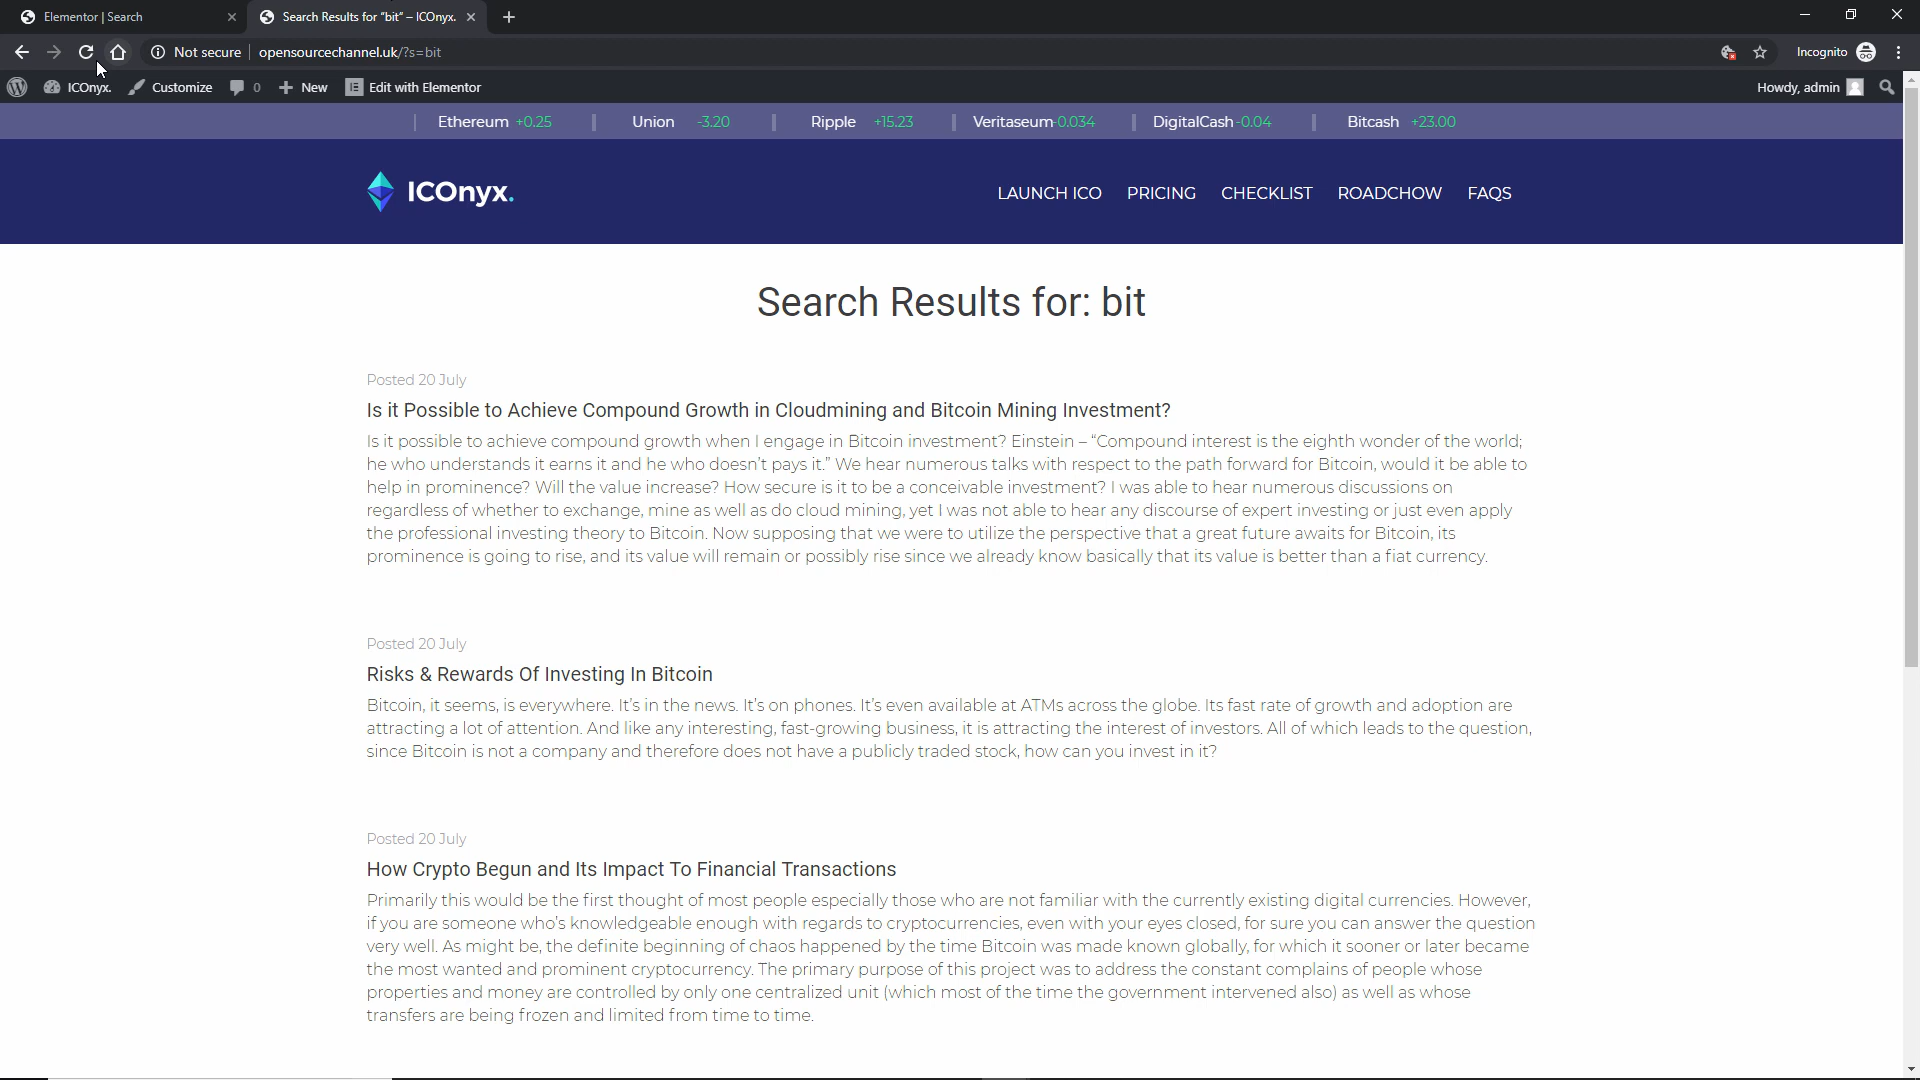 Elementor | Search
Search Results for "bit" – ICOnyx.
Not secure
opensourcechannel.uk/?s=bit
Incognito
ICOnyx.
Customize
0
New
Edit with Elementor
Howdy, admin
Ethereum +0.25
Union -3.20
Ripple +15.23
Veritaseum-0.034
DigitalCash-0.04
Bitcash +23.00
ICOnyx.
LAUNCH ICO
PRICING
CHECKLIST
ROADCHOW
FAQS
Search Results for: bit
Posted 20 July
Is it Possible to Achieve Compound Growth in Cloudmining and Bitcoin Mining Investment?
Is it possible to achieve compound growth when I engage in Bitcoin investment? Einstein – “Compound interest is the eighth wonder of the world;
he who understands it earns it and he who doesn’t pays it.” We hear numerous talks with respect to the path forward for Bitcoin, would it be able to
help in prominence? Will the value increase? How secure is it to be a conceivable investment? I was able to hear numerous discussions on
regardless of whether to exchange, mine as well as do cloud mining, yet I was not able to hear any discourse of expert investing or just even apply
the professional investing theory to Bitcoin. Now supposing that we were to utilize the perspective that a great future awaits for Bitcoin, its
prominence is going to rise, and its value will remain or possibly rise since we already know basically that its value is better than a fiat currency.
Posted 20 July
Risks & Rewards Of Investing In Bitcoin
Bitcoin, it seems, is everywhere. It’s in the news. It’s on phones. It’s even available at ATMs across the globe. Its fast rate of growth and adoption are
attracting a lot of attention. And like any interesting, fast-growing business, it is attracting the interest of investors. All of which leads to the question,
since Bitcoin is not a company and therefore does not have a publicly traded stock, how can you invest in it?
Posted 20 July
How Crypto Begun and Its Impact To Financial Transactions
Primarily this would be the first thought of most people especially those who are not familiar with the currently existing digital currencies. However,
if you are someone who’s knowledgeable enough with regards to cryptocurrencies, even with your eyes closed, for sure you can answer the question
very well. As might be, the definite beginning of chaos happened by the time Bitcoin was made known globally, for which it sooner or later became
the most wanted and prominent cryptocurrency. The primary purpose of this project was to address the constant complains of people whose
properties and money are controlled by only one centralized unit (which most of the time the government intervened also) as well as whose
transfers are being frozen and limited from time to time.